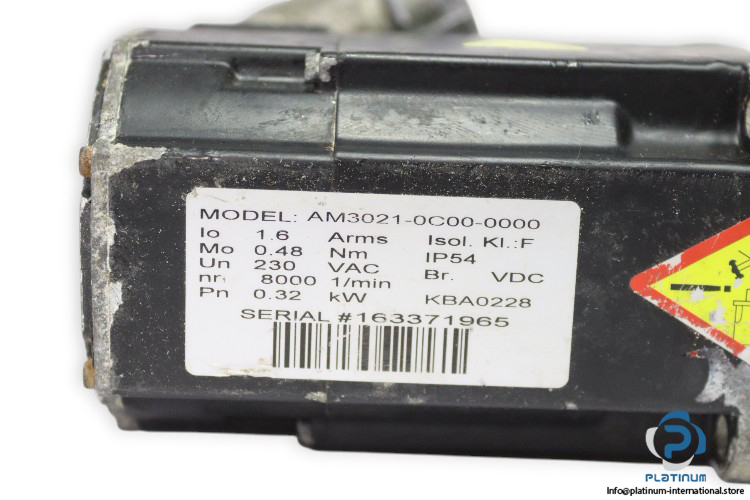 MODEL: AM3021-0C00-0000
Io 1.6 Arms Isol. Kl.:F
Mo 0.48 Nm IP54
Un 230 VAC Br. VDC
nr 8000 1/min
Pn 0.32 kW KBA0228
SERIAL #163371965
PLATINUM
INTERNATIONAL
Info@platinum-international.store